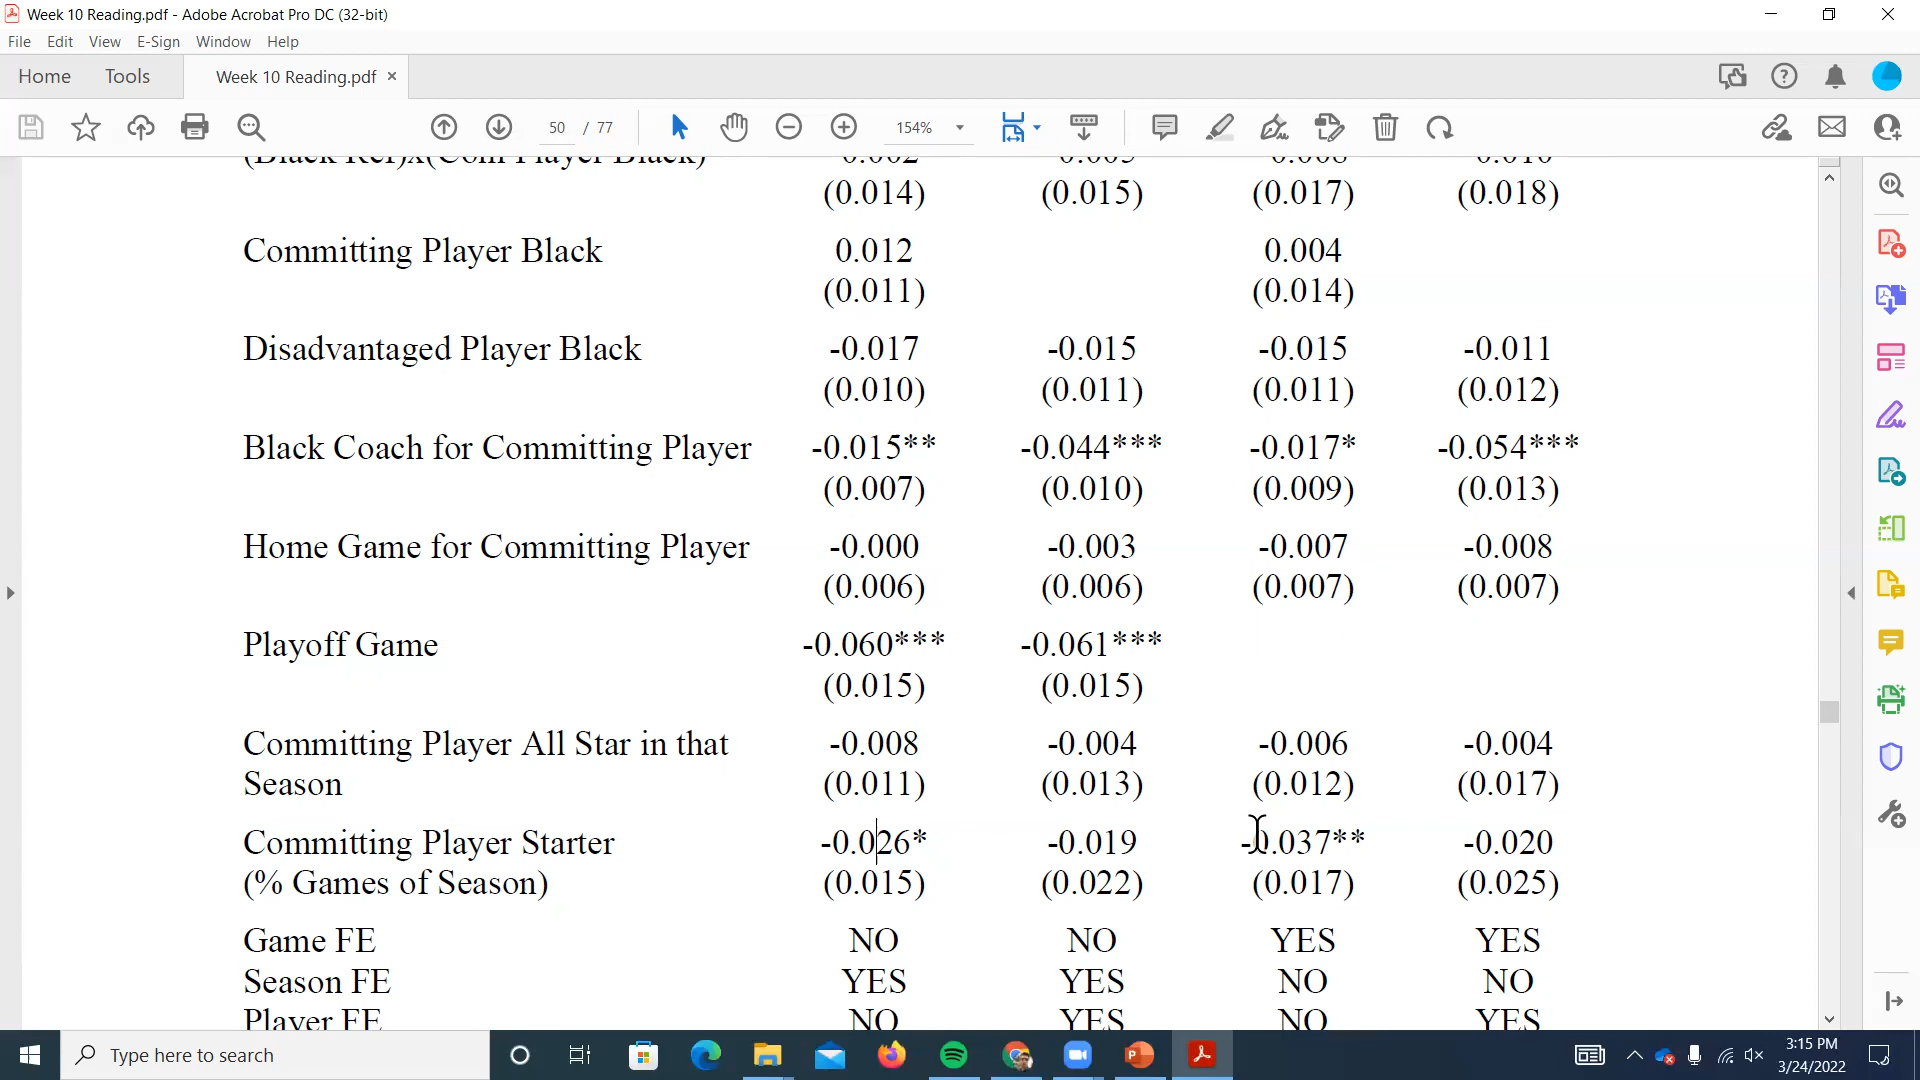 Week 10 Reading.pdf - Adobe Acrobat Pro DC (32-bit)
File Edit View E-Sign Window Help
Home Tools Week 10 Reading.pdf ×
50 / 77 154%
(0.014) (0.015) (0.017) (0.018)
Committing Player Black 0.012 0.004
(0.011) (0.014)
Disadvantaged Player Black -0.017 -0.015 -0.015 -0.011
(0.010) (0.011) (0.011) (0.012)
Black Coach for Committing Player -0.015** -0.044*** -0.017* -0.054***
(0.007) (0.010) (0.009) (0.013)
Home Game for Committing Player -0.000 -0.003 -0.007 -0.008
(0.006) (0.006) (0.007) (0.007)
Playoff Game -0.060*** -0.061***
(0.015) (0.015)
Committing Player All Star in that -0.008 -0.004 -0.006 -0.004
Season (0.011) (0.013) (0.012) (0.017)
Committing Player Starter -0.026* -0.019 -0.037** -0.020
(% Games of Season) (0.015) (0.022) (0.017) (0.025)
Game FE NO NO YES YES
Season FE YES YES NO NO
Player FE NO YES NO YES
Type here to search
3:15 PM
3/24/2022